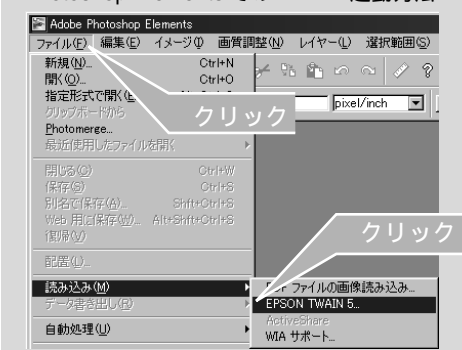 Adobe Photoshop Elements
ファイル(F) 編集(E) イメージ(I) 画質調整(N) レイヤー(L) 選択範囲(S)
新規(N)... Ctrl+N
開く(O)... Ctrl+O
指定形式で開く
クリップボードから
クリック
pixel/inch
Photomerge...
最近使用したファイルを開く
閉じる(C) Ctrl+W
保存(S) Ctrl+S
別名で保存(A)... Shft+Ctrl+S
Web 用に保存(W)... Alt+Shft+Ctrl+S
復帰(V)
クリック
配置(L)...
読み込み(M) ファイルの画像読み込み...
データ書き出し(R) EPSON TWAIN 5...
ActiveShare
自動処理(U) WIA サポート...